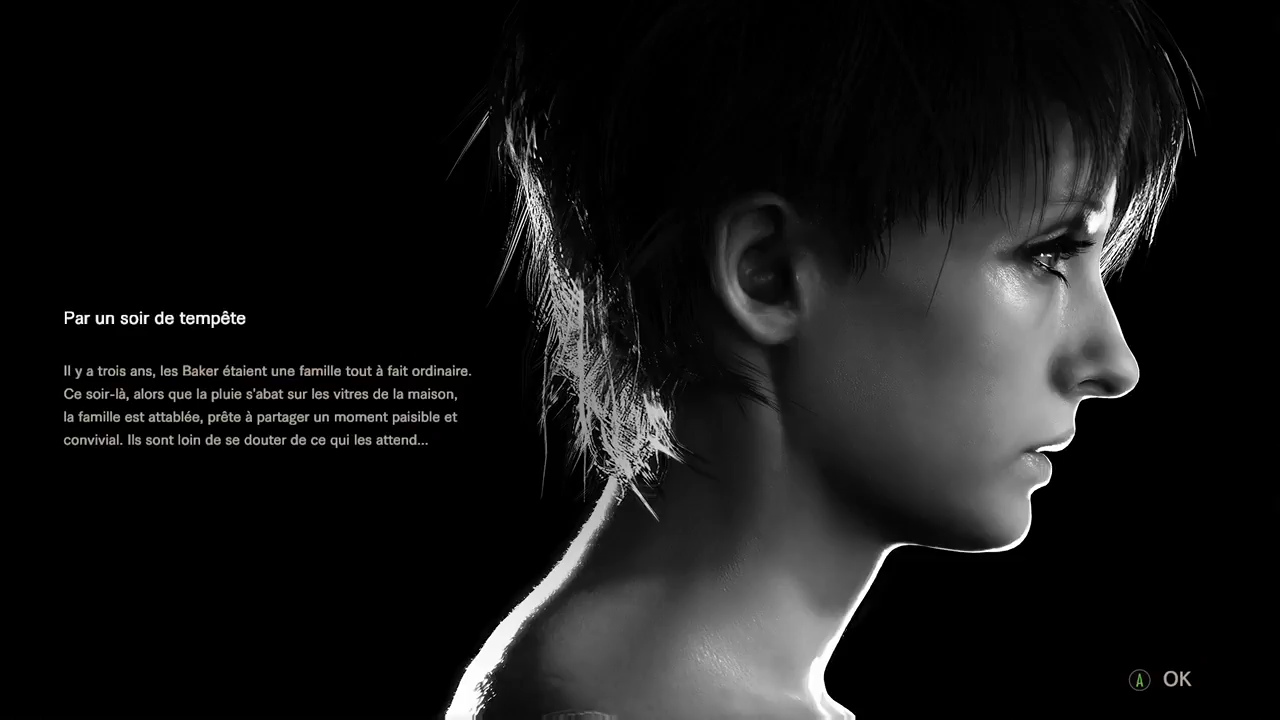 Par un soir de tempête
Il y a trois ans, les Baker étaient une famille tout à fait ordinaire.
Ce soir-là, alors que la pluie s'abat sur les vitres de la maison,
la famille est attablée, prête à partager un moment paisible et
convivial. Ils sont loin de se douter de ce qui les attend...
A OK